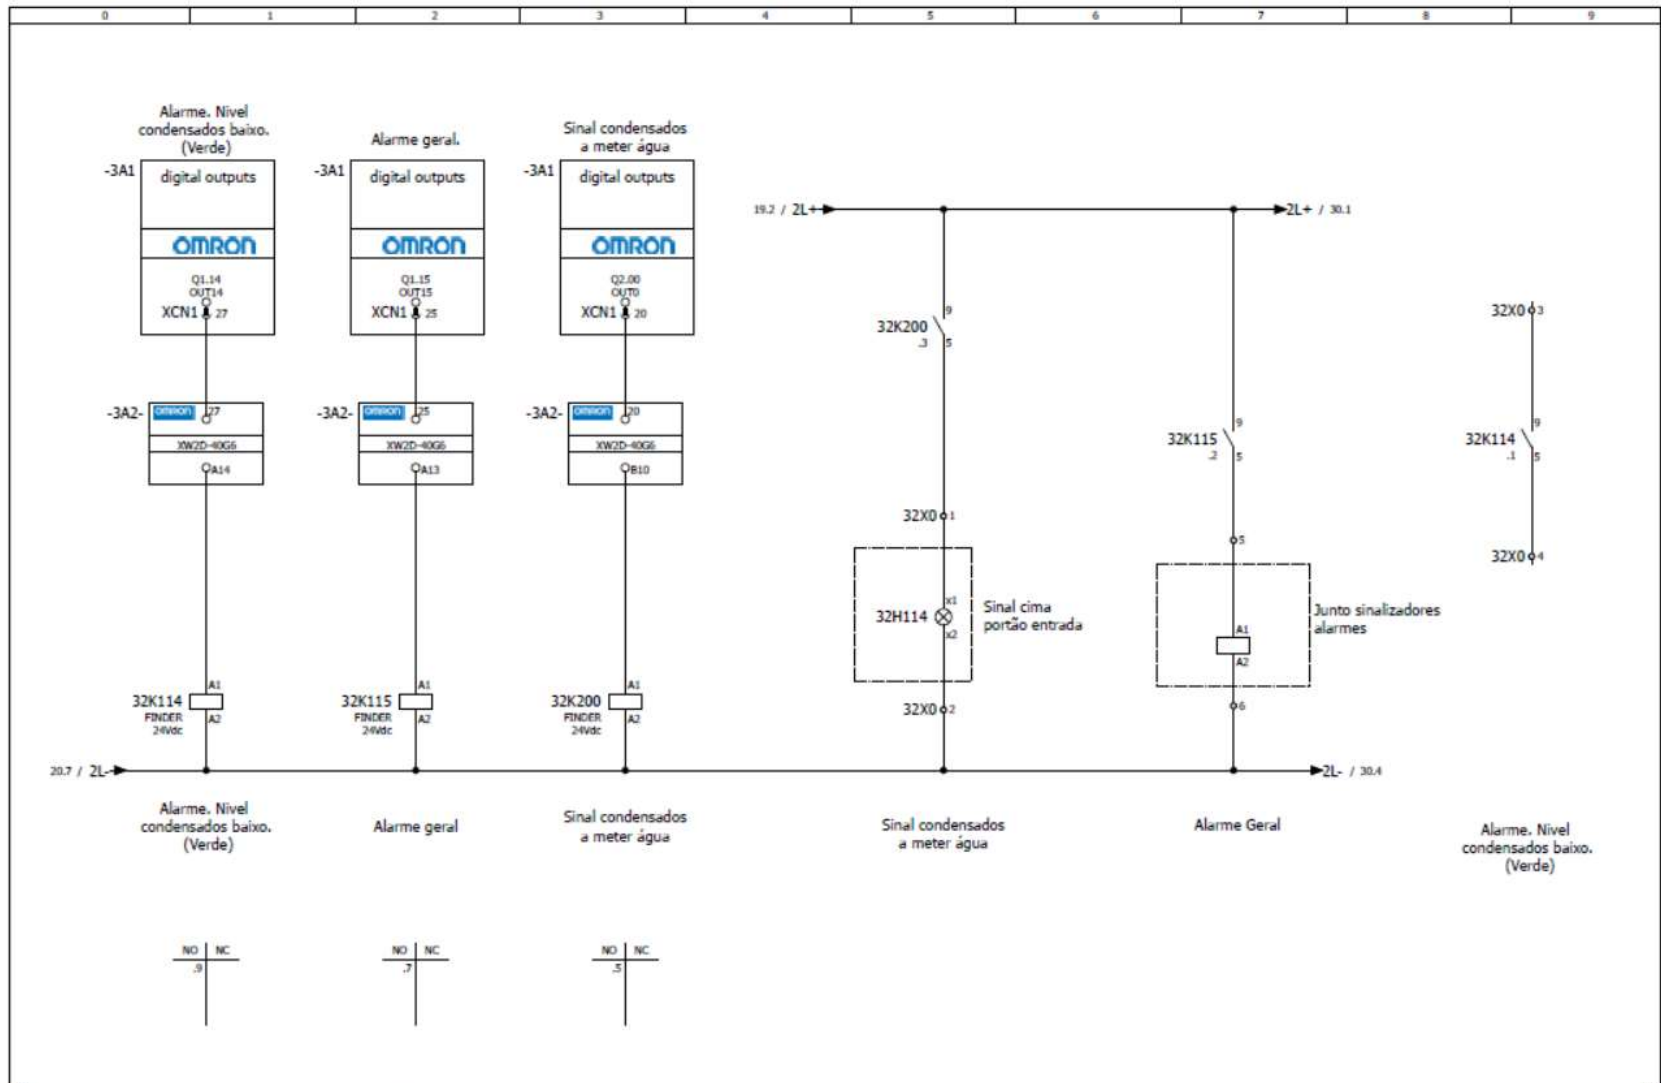 0 1 2 3 4 5 6 7 8 9
Alarme. Nivel
condensados baixo.
(Verde)
Alarme geral.
Sinal condensados
a meter água
-3A1 digital outputs
-3A1 digital outputs
-3A1 digital outputs
OMRON
OMRON
OMRON
Q1.14
OUT14
XCN1 27
Q1.15
OUT15
XCN1 25
Q2.00
OUT0
XCN1 20
-3A2- OMRON 27
XW2D-40G6
A14
-3A2- OMRON 25
XW2D-40G6
A13
-3A2- OMRON 20
XW2D-40G6
B10
19.2 / 2L+
2L+ / 30.1
9
32K200
.3 5
9
32K115
.2 5
32X0 3
9
32K114
.1 5
32X0 4
32X0 1
x1
32H114
x2
Sinal cima
portão entrada
32X0 2
5
A1
A2
Junto sinalizadores
alarmes
6
A1
32K114
FINDER A2
24Vdc
A1
32K115
FINDER A2
24Vdc
A1
32K200
FINDER A2
24Vdc
20.7 / 2L-
2L- / 30.4
Alarme. Nivel
condensados baixo.
(Verde)
Alarme geral
Sinal condensados
a meter água
Sinal condensados
a meter água
Alarme Geral
Alarme. Nivel
condensados baixo.
(Verde)
NO NC
.9
NO NC
.7
NO NC
.5